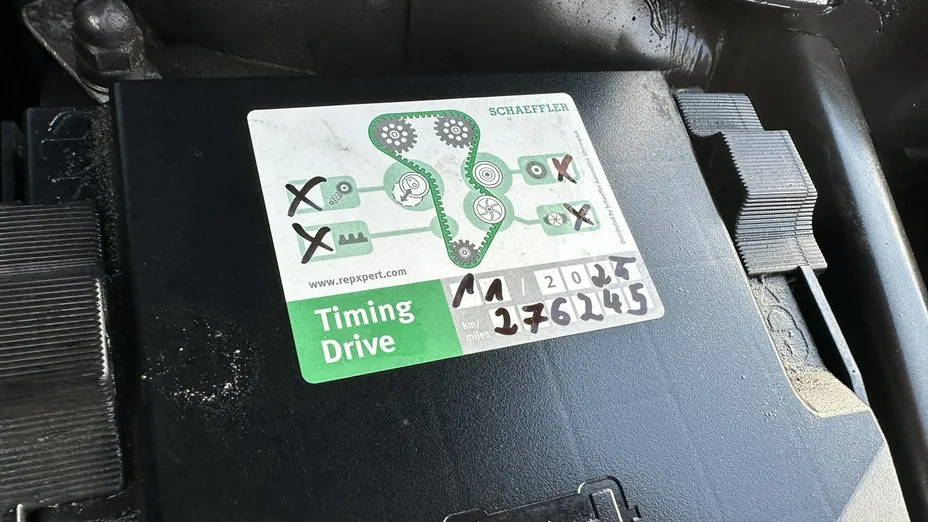 SCHAEFFLER
www.repxpert.com
Timing
Drive
11/2025
km/
miles
276245